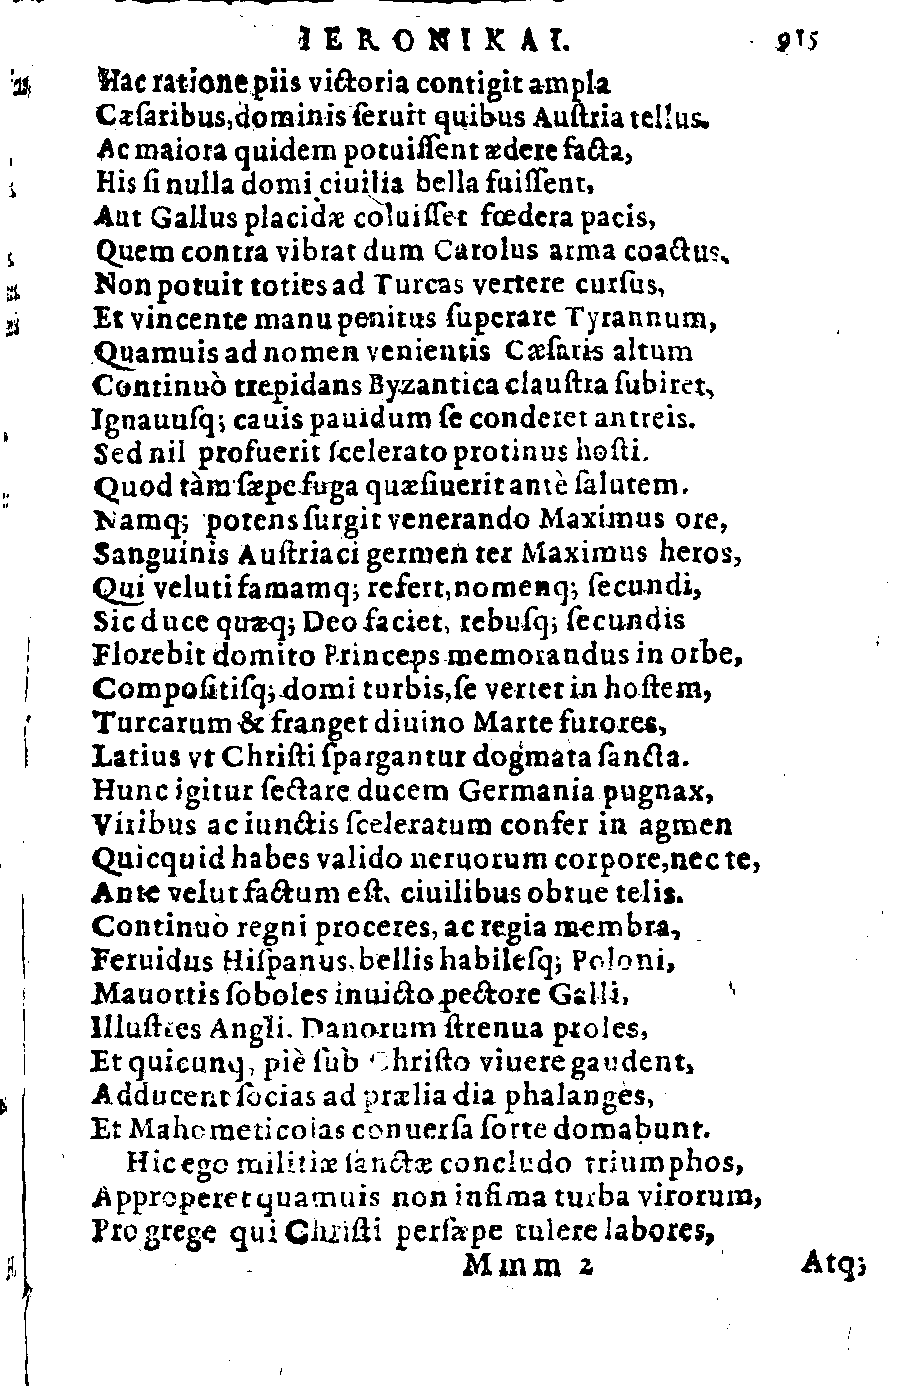 IERONIKAI. 915
Hac ratione piis victoria contigit ampla
Cæſaribus, dominis ſeruit quibus Auſtria tellus.
Ac maiora quidem potuiſſent ædere facta,
His ſi nulla domi ciuilia bella fuiſſent,
Aut Gallus placidæ coluiſſet fœdera pacis,
Quem contra vibrat dum Carolus arma coactus,
Non potuit toties ad Turcas vertere curſus,
Et vincente manu penitus ſuperare Tyrannum,
Quamuis ad nomen venientis Cæſaris altum
Continuò trepidans Byzantica clauſtra ſubiret,
Ignauuſq; cauis pauidum ſe conderet antreis.
Sed nil profuerit ſcelerato protinus hoſti.
Quod tàm ſæpe fuga quæſiuerit antè ſalutem.
Namq; potens ſurgit venerando Maximus ore,
Sanguinis Auſtriaci germen ter Maximus heros,
Qui veluti famamq; refert, nomenq; ſecundi,
Sic duce quæq; Deo faciet, rebuſq; ſecundis
Florebit domito Princeps memorandus in orbe,
Compoſitiſq; domi turbis, ſe vertet in hoſtem,
Turcarum & franget diuino Marte furores,
Latius vt Chriſti ſpargantur dogmata ſancta.
Hunc igitur ſectare ducem Germania pugnax,
Viribus ac iunctis ſceleratum confer in agmen
Quicquid habes valido neruorum corpore, nec te,
Ante velut factum eſt, ciuilibus obrue telis.
Continuò regni proceres, ac regia membra,
Feruidus Hiſpanus, bellis habileſq; Poloni,
Mauortis ſoboles inuicto pectore Galli,
Illuſtres Angli. Danorum ſtrenua proles,
Et quicunq, piè ſub Chriſto viuere gaudent,
Adducent ſocias ad prælia dia phalanges,
Et Mahometicolas conuerſa ſorte domabunt.
Hic ego militiæ ſanctæ concludo triumphos,
Approperet quamuis non infima turba virorum,
Pro grege qui Chriſti perſæpe tulere labores,
Mmm 2 Atq;